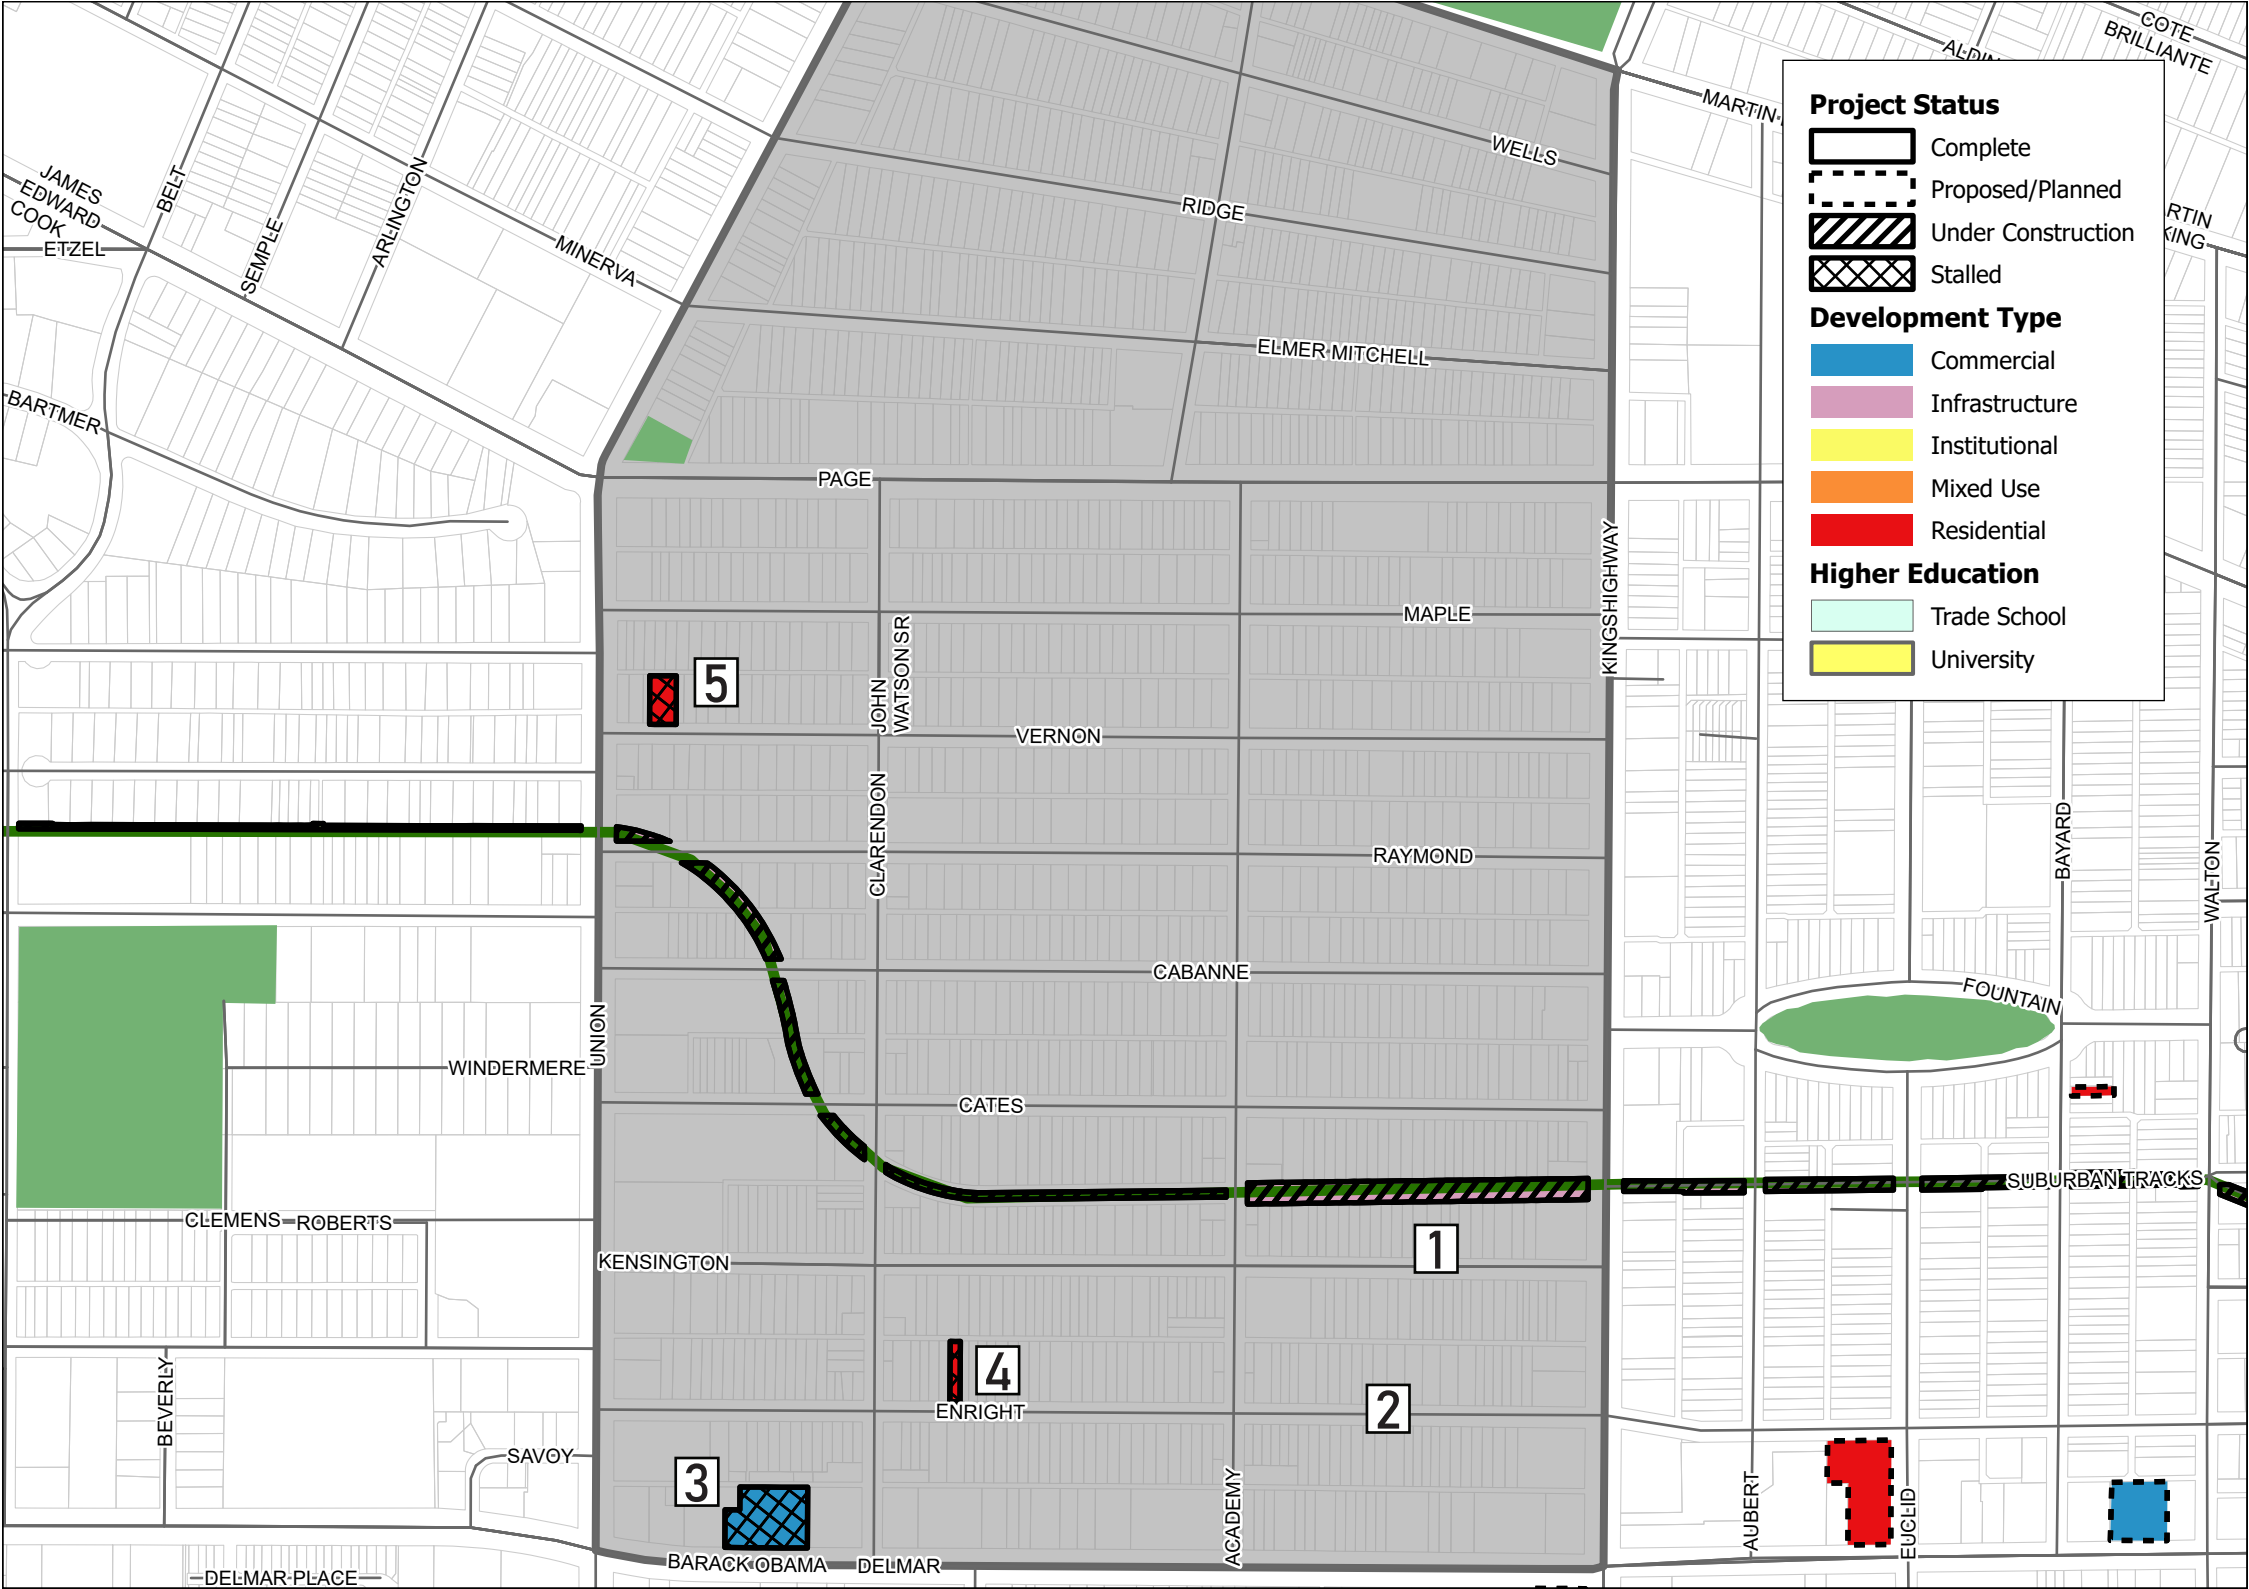 COTE
BRILLIANTE
MARTIN
WELLS
Project Status
Complete
Proposed/Planned
Under Construction
Stalled
Development Type
Commercial
Infrastructure
Institutional
Mixed Use
Residential
Higher Education
Trade School
University
JAMES
EDWARD
COOK
ETZEL
BELT
SEMPLE
ARLINGTON
MINERVA
RIDGE
ELMER MITCHELL
BARTMER
PAGE
KINGSHIGHWAY
MAPLE
JOHN
WATSON SR
5
VERNON
CLARENDON
RAYMOND
BAYARD
WALTON
CABANNE
FOUNTAIN
UNION
WINDERMERE
CATES
SUBURBAN TRACKS
CLEMENS
ROBERTS
KENSINGTON
1
4
ENRIGHT
2
BEVERLY
SAVOY
3
ACADEMY
AUBERT
EUCLID
BARACK OBAMA
DELMAR
DELMAR PLACE